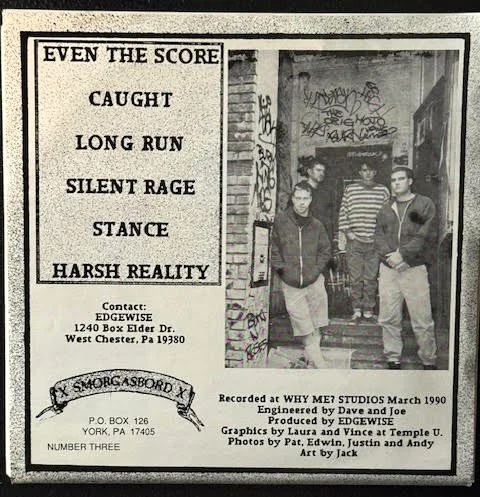 EVEN THE SCORE
CAUGHT
LONG RUN
SILENT RAGE
STANCE
HARSH REALITY
Contact:
EDGEWISE
1240 Box Elder Dr.
West Chester, Pa 19380
X SMORGASBORD X
P.O. BOX 126
YORK, PA 17405
NUMBER THREE
Recorded at WHY ME? STUDIOS March 1990
Engineered by Dave and Joe
Produced by EDGEWISE
Graphics by Laura and Vince at Temple U.
Photos by Pat, Edwin, Justin and Andy
Art by Jack